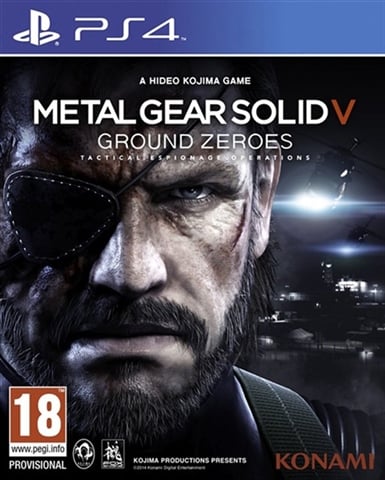 PS4
A HIDEO KOJIMA GAME
METAL GEAR SOLID V
GROUND ZEROES
TACTICAL ESPIONAGE OPERATIONS
18
www.pegi.info
PROVISIONAL
KOJIMA PRODUCTIONS PRESENTS
©2014 Konami Digital Entertainment
KONAMI